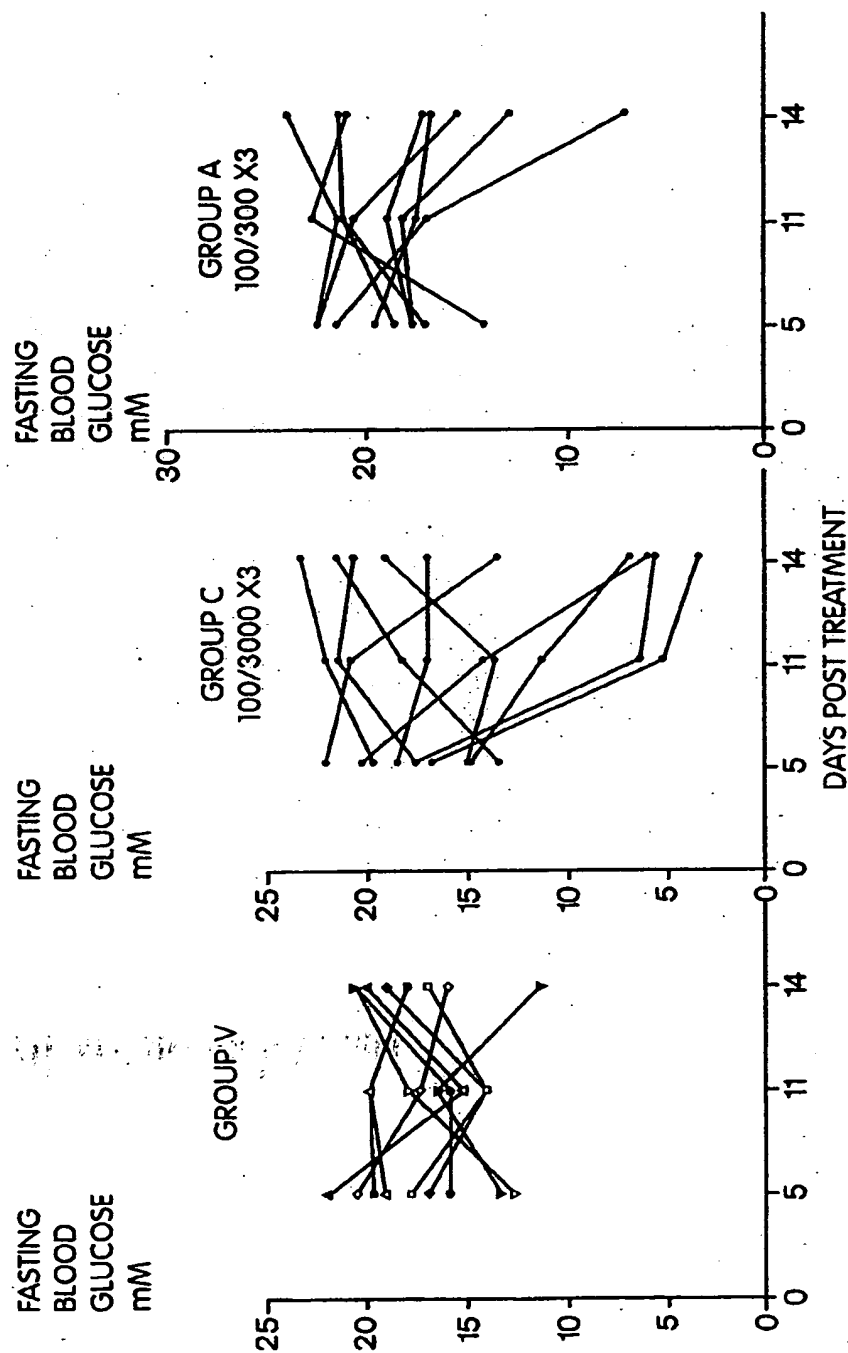 FASTING
BLOOD
GLUCOSE
mM
GROUP V
25
20
15
10
5
0
0 5 11 14
FASTING
BLOOD
GLUCOSE
mM
GROUP C
100/3000 X3
25
20
15
10
5
0
0 5 11 14
DAYS POST TREATMENT
FASTING
BLOOD
GLUCOSE
mM
GROUP A
100/300 X3
30
20
10
0
0 5 11 14